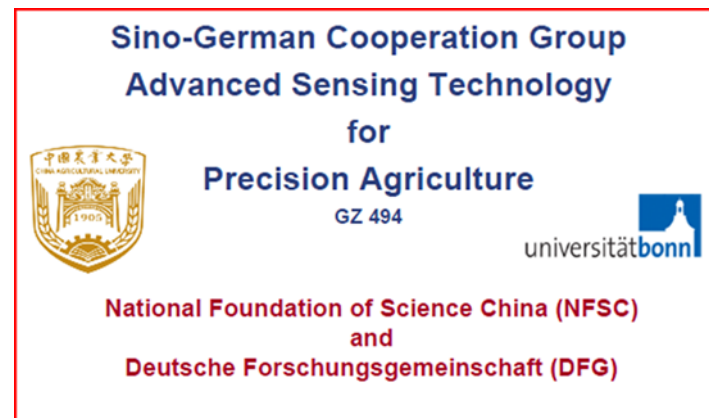 Sino-German Cooperation Group
Advanced Sensing Technology
for
Precision Agriculture
GZ 494
中国农业大学
CHINA AGRICULTURAL UNIVERSITY
1905
universitätbonn
National Foundation of Science China (NFSC)
and
Deutsche Forschungsgemeinschaft (DFG)